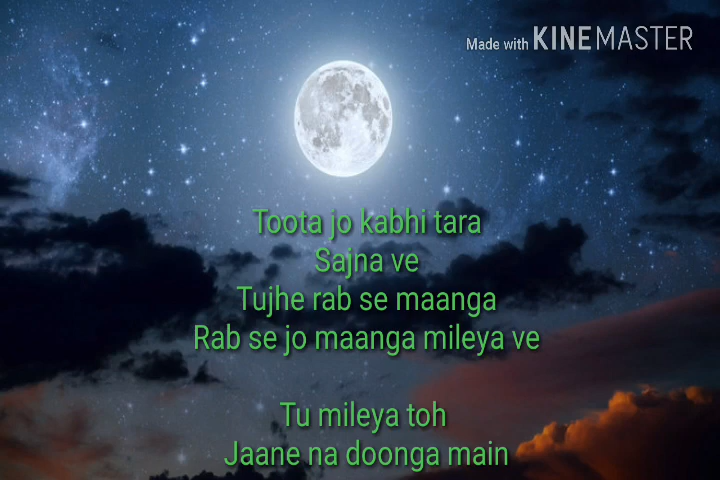 Made with KINEMASTER
Toota jo kabhi tara
Sajna ve
Tujhe rab se maanga
Rab se jo maanga mileya ve
Tu mileya toh
Jaane na doonga main